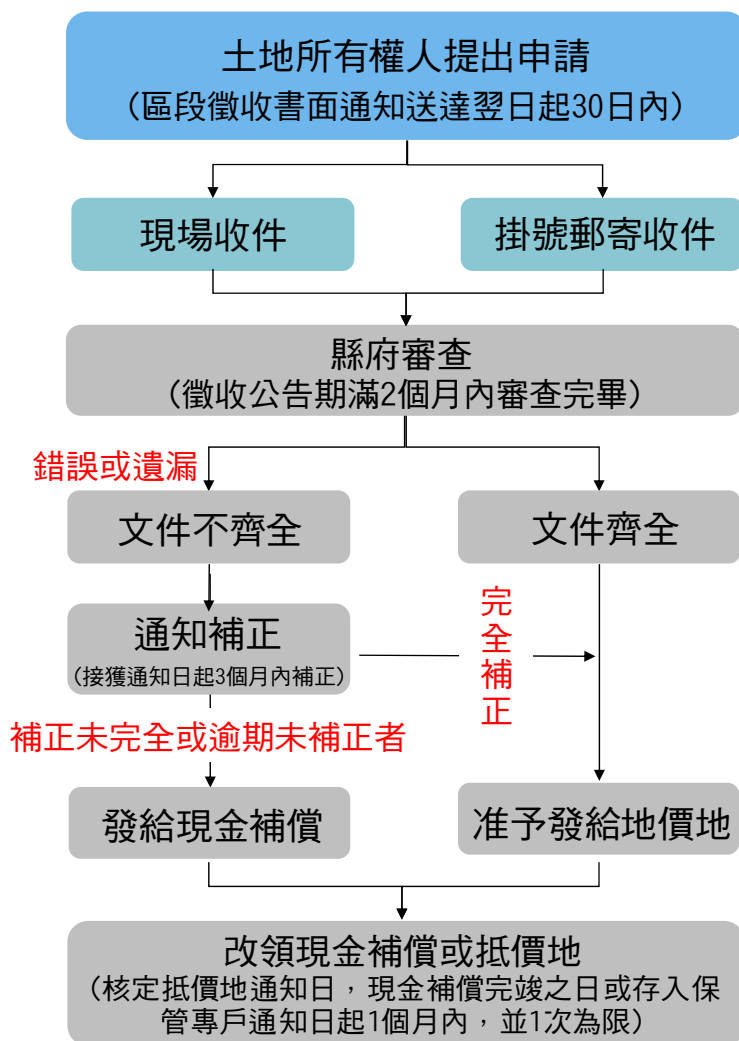 土地所有權人提出申請
（區段徵收書面通知送達翌日起30日內）
現場收件
掛號郵寄收件
縣府審查
（徵收公告期滿2個月內審查完畢）
錯誤或遺漏
文件不齊全
文件齊全
通知補正
（接獲通知日起3個月內補正）
完全補正
補正未完全或逾期未補正者
發給現金補償
准予發給地價地
改領現金補償或抵價地
（核定抵價地通知日，現金補償完竣之日或存入保
管專戶通知日起1個月內，並1次為限）